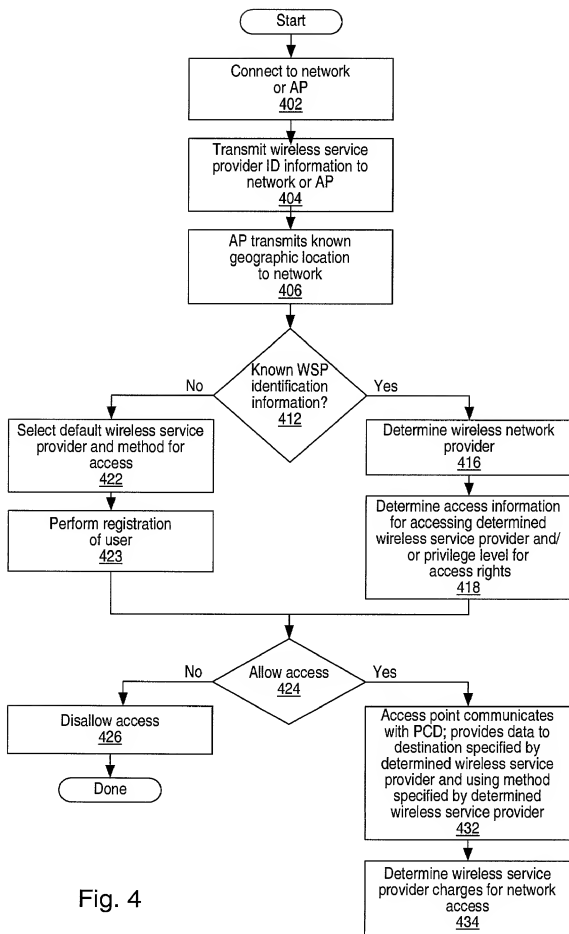 Start
Connect to network
or AP
402
Transmit wireless service
provider ID information to
network or AP
404
AP transmits known
geographic location
to network
406
Known WSP
identification
information?
412
No
Yes
Select default wireless service
provider and method for
access
422
Determine wireless network
provider
416
Perform registration
of user
423
Determine access information
for accessing determined
wireless service provider and/
or privilege level for
access rights
418
Allow access
424
No
Yes
Disallow access
426
Done
Access point communicates
with PCD; provides data to
destination specified by
determined wireless service
provider and using method
specified by determined
wireless service provider
432
Determine wireless service
provider charges for network
access
434
Fig. 4